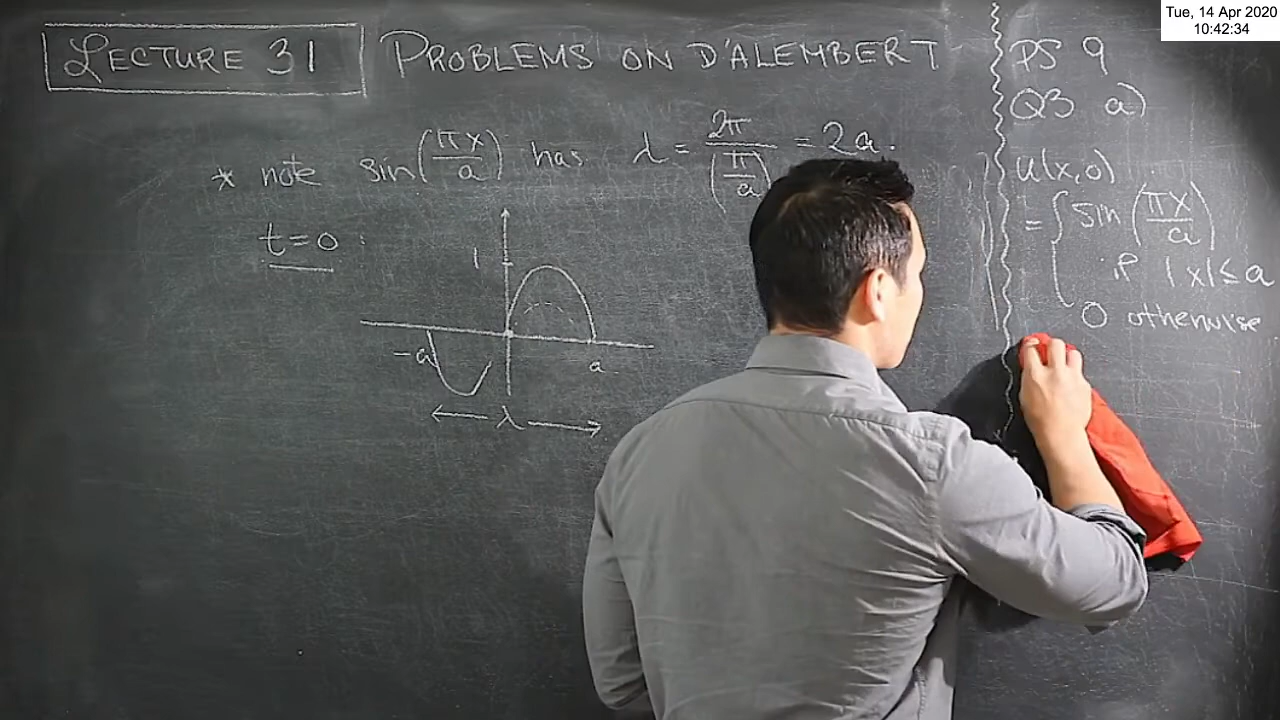 Tue, 14 Apr 2020
10:42:34
LECTURE 31 PROBLEMS ON D'ALEMBERT
* note sin(πx/a) has λ = 2π/(π/a) = 2a.
t=0 :
1
-a a
λ
PS 9
Q3 a)
u(x,0)
= { sin (πx/a)
if |x| ≤ a
0 otherwise